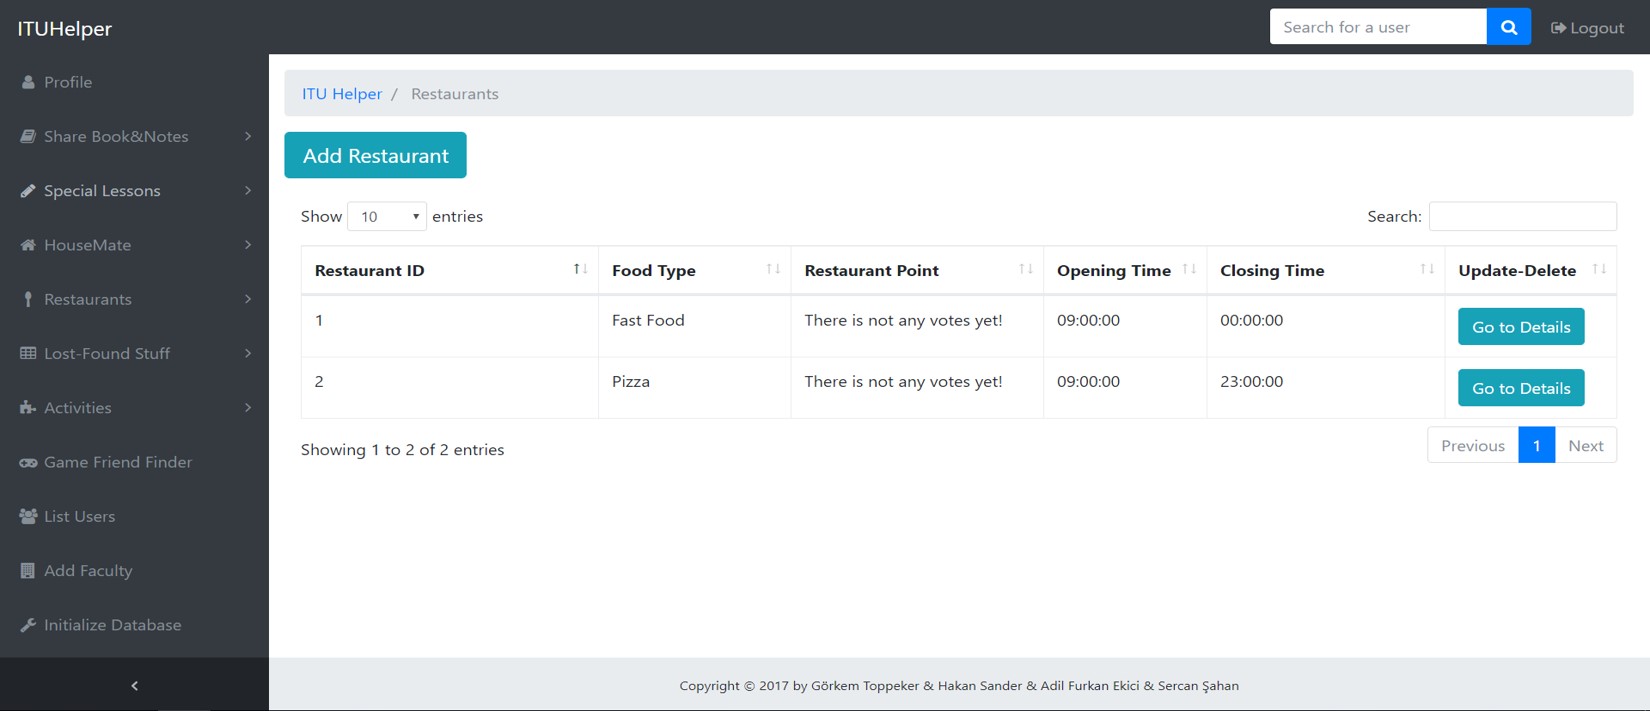 ITUHelper
Search for a user
Logout
Profile
Share Book&Notes
Special Lessons
HouseMate
Restaurants
Lost-Found Stuff
Activities
Game Friend Finder
List Users
Add Faculty
Initialize Database
ITU Helper / Restaurants
Add Restaurant
Show 10 entries
Search:
Restaurant ID Food Type Restaurant Point Opening Time Closing Time Update-Delete
1 Fast Food There is not any votes yet! 09:00:00 00:00:00 Go to Details
2 Pizza There is not any votes yet! 09:00:00 23:00:00 Go to Details
Showing 1 to 2 of 2 entries
Previous 1 Next
Copyright © 2017 by Görkem Toppeker & Hakan Sander & Adil Furkan Ekici & Sercan Şahan